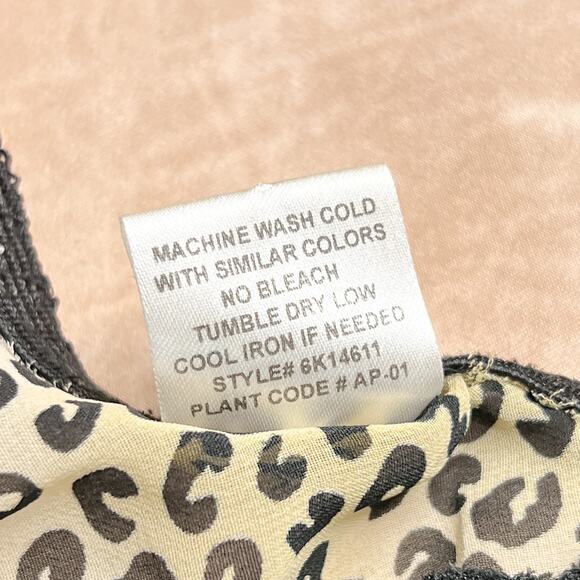 MACHINE WASH COLD
WITH SIMILAR COLORS
NO BLEACH
TUMBLE DRY LOW
COOL IRON IF NEEDED
STYLE# 6K14611
PLANT CODE # AP-01